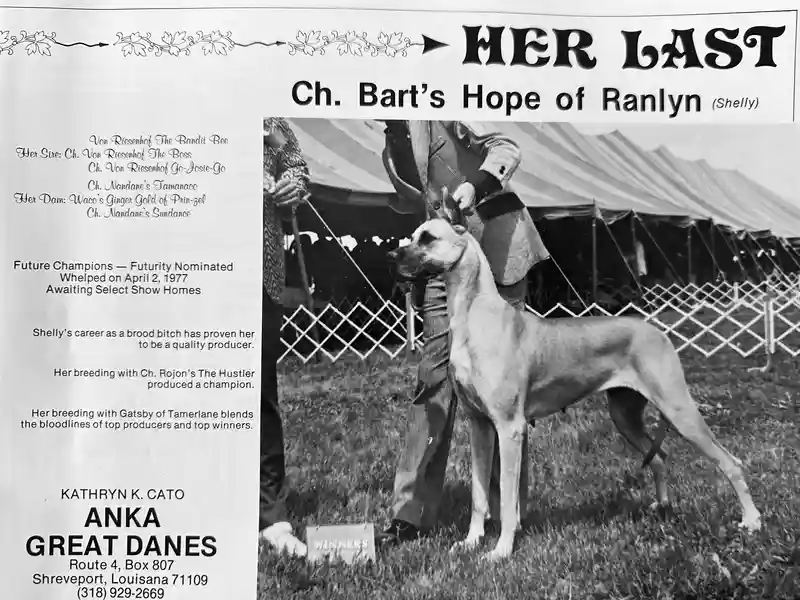 HER LAST
Ch. Bart's Hope of Ranlyn (Shelly)
Von Riesenhof The Bandit Boo
Her Sire: Ch. Von Riesenhof The Boss
Ch. Von Riesenhof Go-Josie-Go
Ch. Nandane's Tamanaco
Her Dam: Waco's Ginger Gold of Prin-zel
Ch. Nandane's Sundance
Future Champions — Futurity Nominated
Whelped on April 2, 1977
Awaiting Select Show Homes
Shelly's career as a brood bitch has proven her
to be a quality producer.
Her breeding with Ch. Rojon's The Hustler
produced a champion.
Her breeding with Gatsby of Tamerlane blends
the bloodlines of top producers and top winners.
KATHRYN K. CATO
ANKA
GREAT DANES
Route 4, Box 807
Shreveport, Louisana 71109
(318) 929-2669
WINNERS